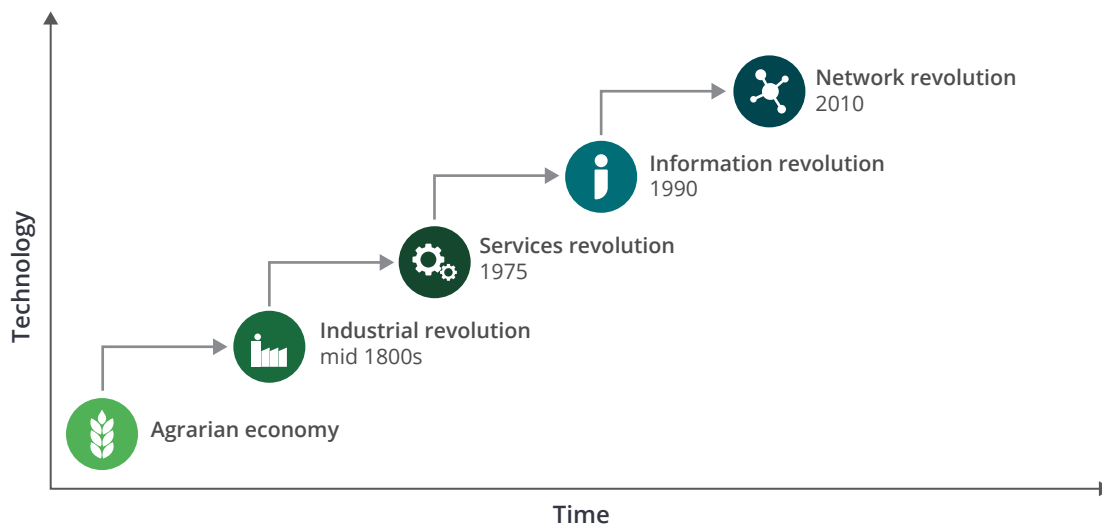 Network revolution
2010
Information revolution
1990
Services revolution
1975
Industrial revolution
mid 1800s
Agrarian economy
Technology
Time